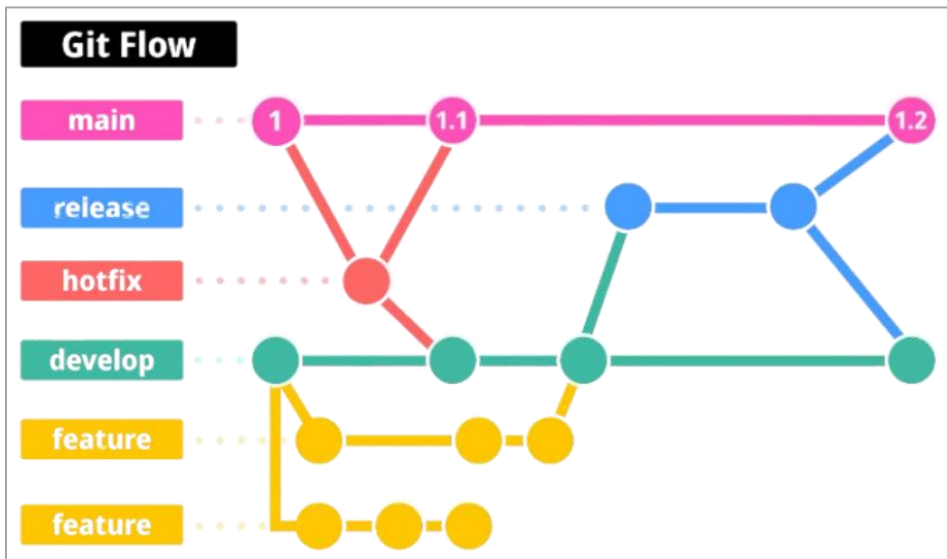 Git Flow
main
1
1.1
1.2
release
hotfix
develop
feature
feature